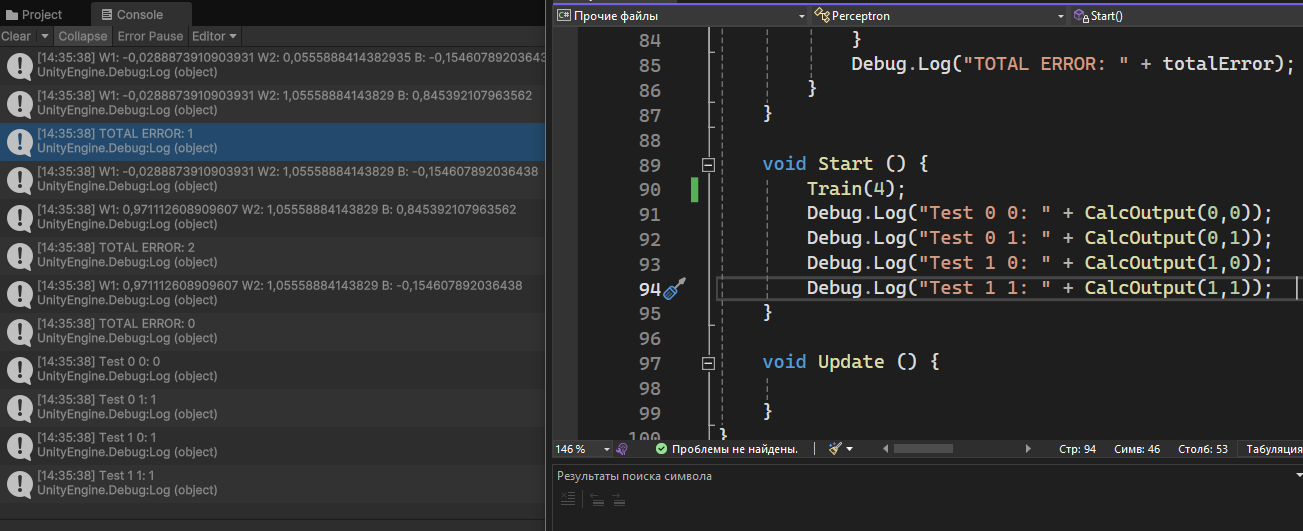 Project
Console
Clear
Collapse
Error Pause
Editor
[14:35:38] W1: -0,0288873910903931 W2: 0,0555888414382935 B: -0,15460789203643
UnityEngine.Debug:Log (object)
[14:35:38] W1: -0,0288873910903931 W2: 1,05558884143829 B: 0,845392107963562
UnityEngine.Debug:Log (object)
[14:35:38] TOTAL ERROR: 1
UnityEngine.Debug:Log (object)
[14:35:38] W1: -0,0288873910903931 W2: 1,05558884143829 B: -0,154607892036438
UnityEngine.Debug:Log (object)
[14:35:38] W1: 0,971112608909607 W2: 1,05558884143829 B: 0,845392107963562
UnityEngine.Debug:Log (object)
[14:35:38] TOTAL ERROR: 2
UnityEngine.Debug:Log (object)
[14:35:38] W1: 0,971112608909607 W2: 1,05558884143829 B: -0,154607892036438
UnityEngine.Debug:Log (object)
[14:35:38] TOTAL ERROR: 0
UnityEngine.Debug:Log (object)
[14:35:38] Test 0 0: 0
UnityEngine.Debug:Log (object)
[14:35:38] Test 0 1: 1
UnityEngine.Debug:Log (object)
[14:35:38] Test 1 0: 1
UnityEngine.Debug:Log (object)
[14:35:38] Test 1 1: 1
UnityEngine.Debug:Log (object)
C# Прочие файлы
Perceptron
Start()
84 }
85 Debug.Log("TOTAL ERROR: " + totalError);
86 }
87 }
88
89 void Start () {
90 Train(4);
91 Debug.Log("Test 0 0: " + CalcOutput(0,0));
92 Debug.Log("Test 0 1: " + CalcOutput(0,1));
93 Debug.Log("Test 1 0: " + CalcOutput(1,0));
94 Debug.Log("Test 1 1: " + CalcOutput(1,1));
95 }
96
97 void Update () {
98
99 }
100 }
146 %
Проблемы не найдены.
Стр: 94
Симв: 46
Столб: 53
Табуляция
Результаты поиска символа